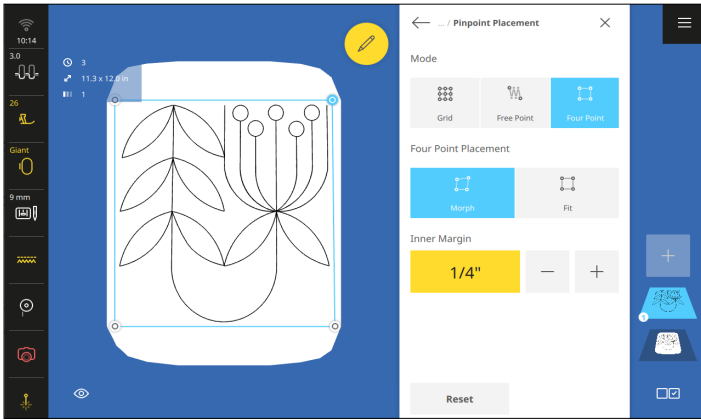 10:14
3.0
26
Giant
9 mm
3
11.3 x 12.0 in
1
... / Pinpoint Placement
Mode
Grid
Free Point
Four Point
Four Point Placement
Morph
Fit
Inner Margin
1/4"
Reset
1